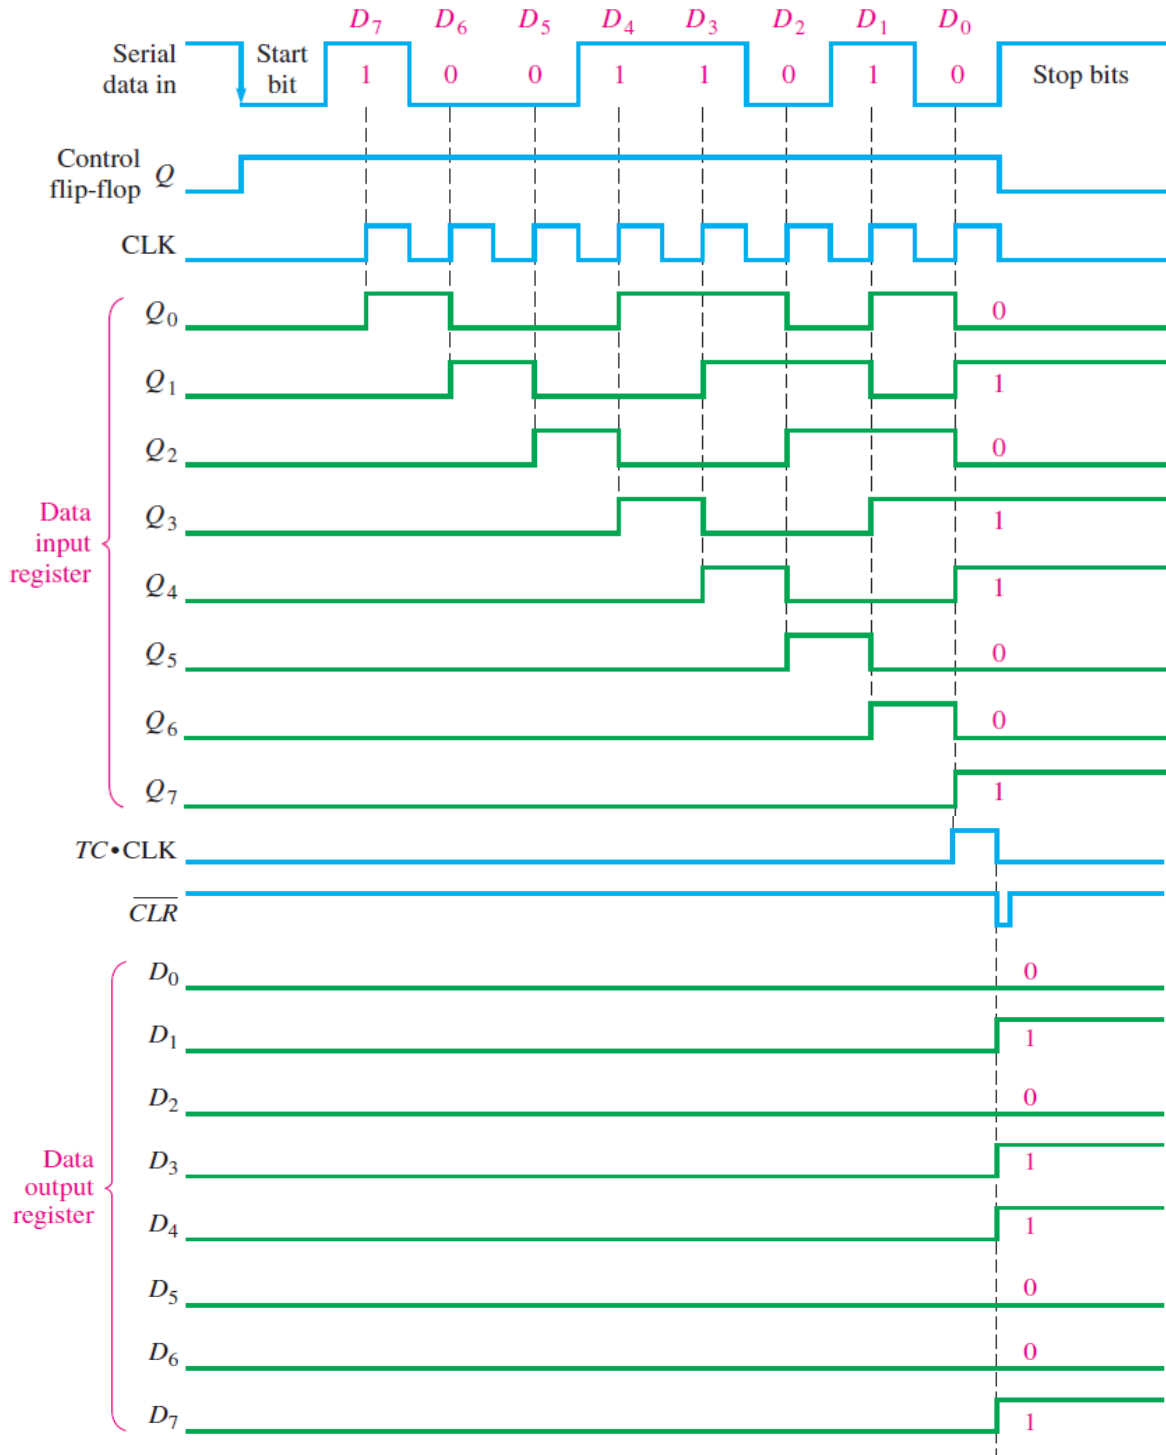 D7 D6 D5 D4 D3 D2 D1 D0
Serial
data in
Start
bit
1 0 0 1 1 0 1 0
Stop bits
Control
flip-flop
Q
CLK
Q0 0
Q1 1
Q2 0
Q3 1
Data
input
register
Q4 1
Q5 0
Q6 0
Q7 1
TC•CLK
C̅L̅R̅
D0 0
D1 1
D2 0
D3 1
Data
output
register
D4 1
D5 0
D6 0
D7 1